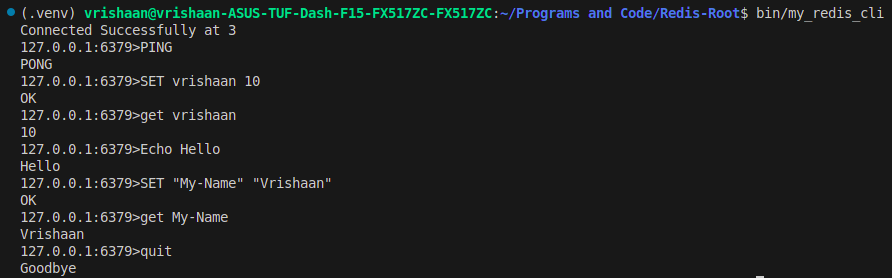 (.venv) vrishaan@vrishaan-ASUS-TUF-Dash-F15-FX517ZC-FX517ZC:~/Programs and Code/Redis-Root$ bin/my_redis_cli
Connected Successfully at 3
127.0.0.1:6379>PING
PONG
127.0.0.1:6379>SET vrishaan 10
OK
127.0.0.1:6379>get vrishaan
10
127.0.0.1:6379>Echo Hello
Hello
127.0.0.1:6379>SET "My-Name" "Vrishaan"
OK
127.0.0.1:6379>get My-Name
Vrishaan
127.0.0.1:6379>quit
Goodbye